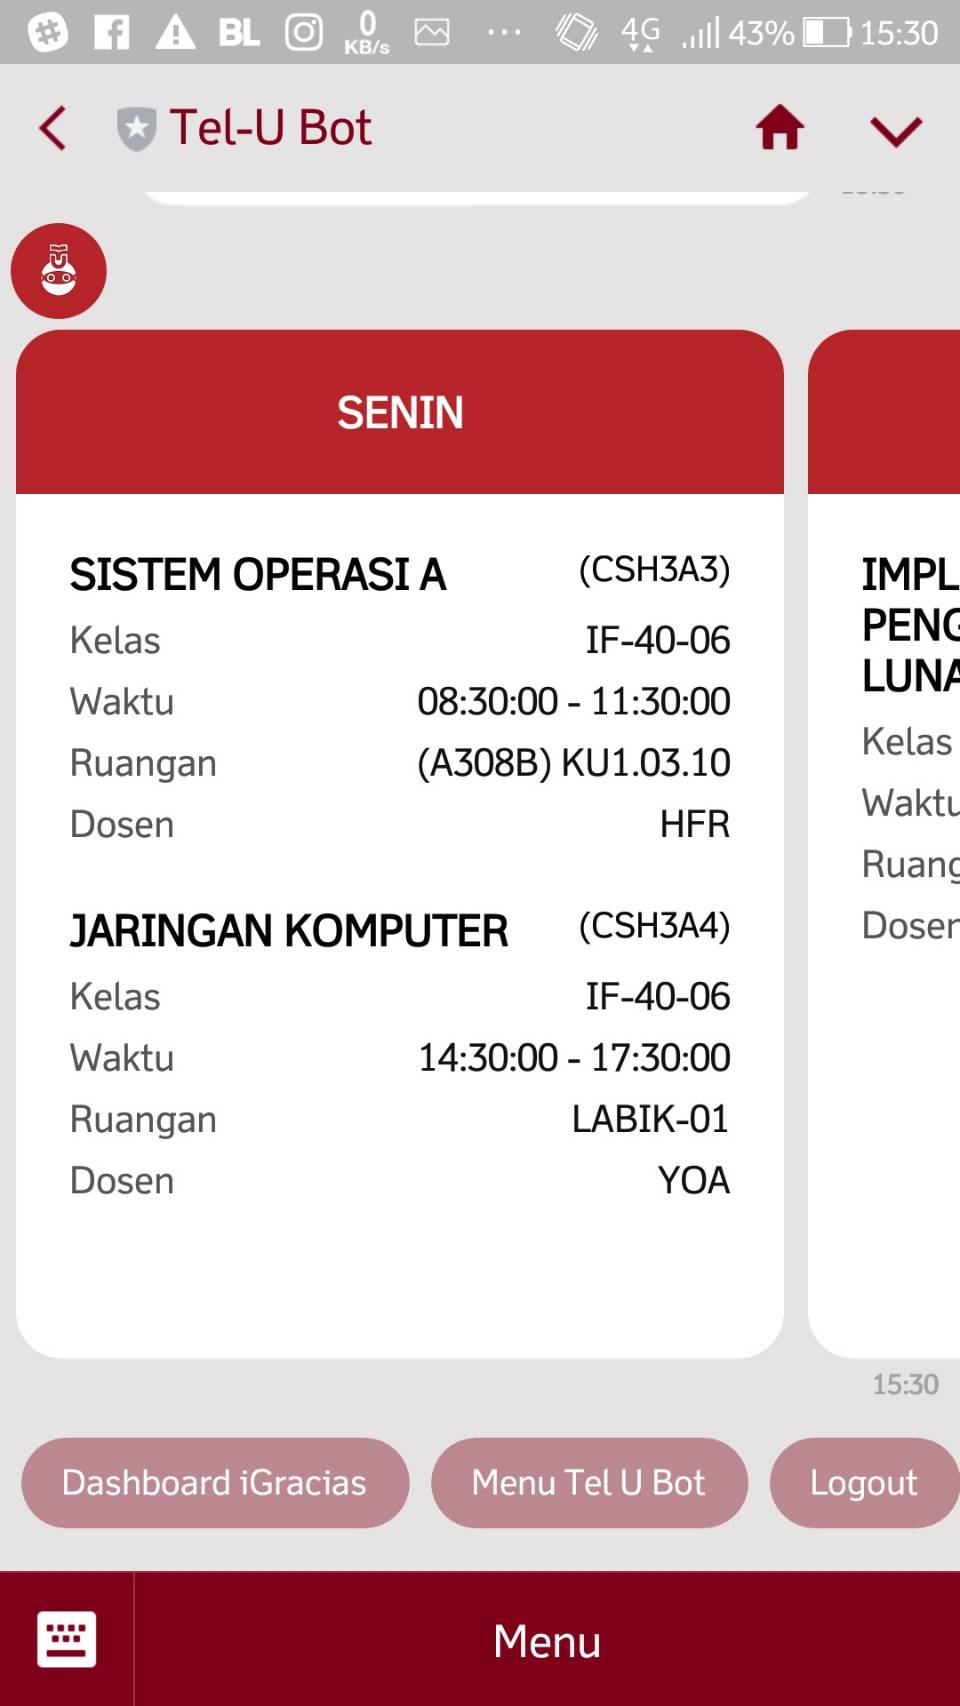 BL 0 KB/s ... 4G 43% 15:30
Tel-U Bot
SENIN
SISTEM OPERASI A (CSH3A3)
Kelas IF-40-06
Waktu 08:30:00 - 11:30:00
Ruangan (A308B) KU1.03.10
Dosen HFR
JARINGAN KOMPUTER (CSH3A4)
Kelas IF-40-06
Waktu 14:30:00 - 17:30:00
Ruangan LABIK-01
Dosen YOA
IMPL
PENG
LUNA
Kelas
Waktu
Ruang
Dosen
15:30
Dashboard iGracias
Menu Tel U Bot
Logout
Menu